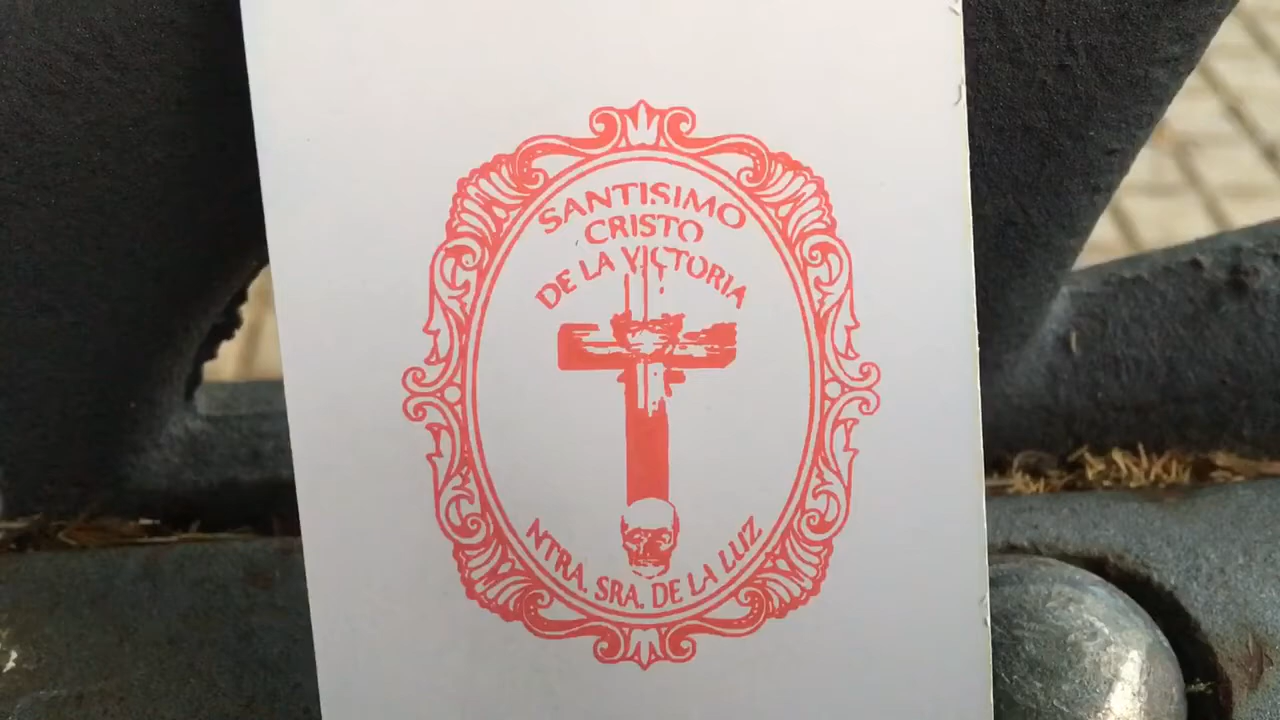 SANTISIMO
CRISTO
DE LA VICTORIA
NTRA. SRA. DE LA LUZ